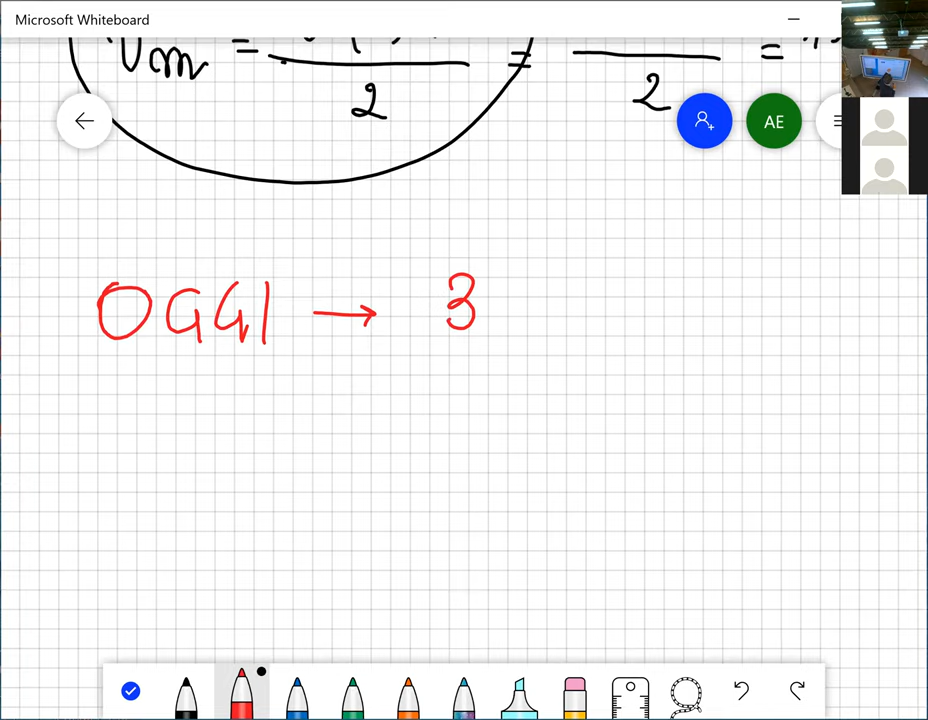 Microsoft Whiteboard
Vm = = =
2 2
AE
OGGI → 3